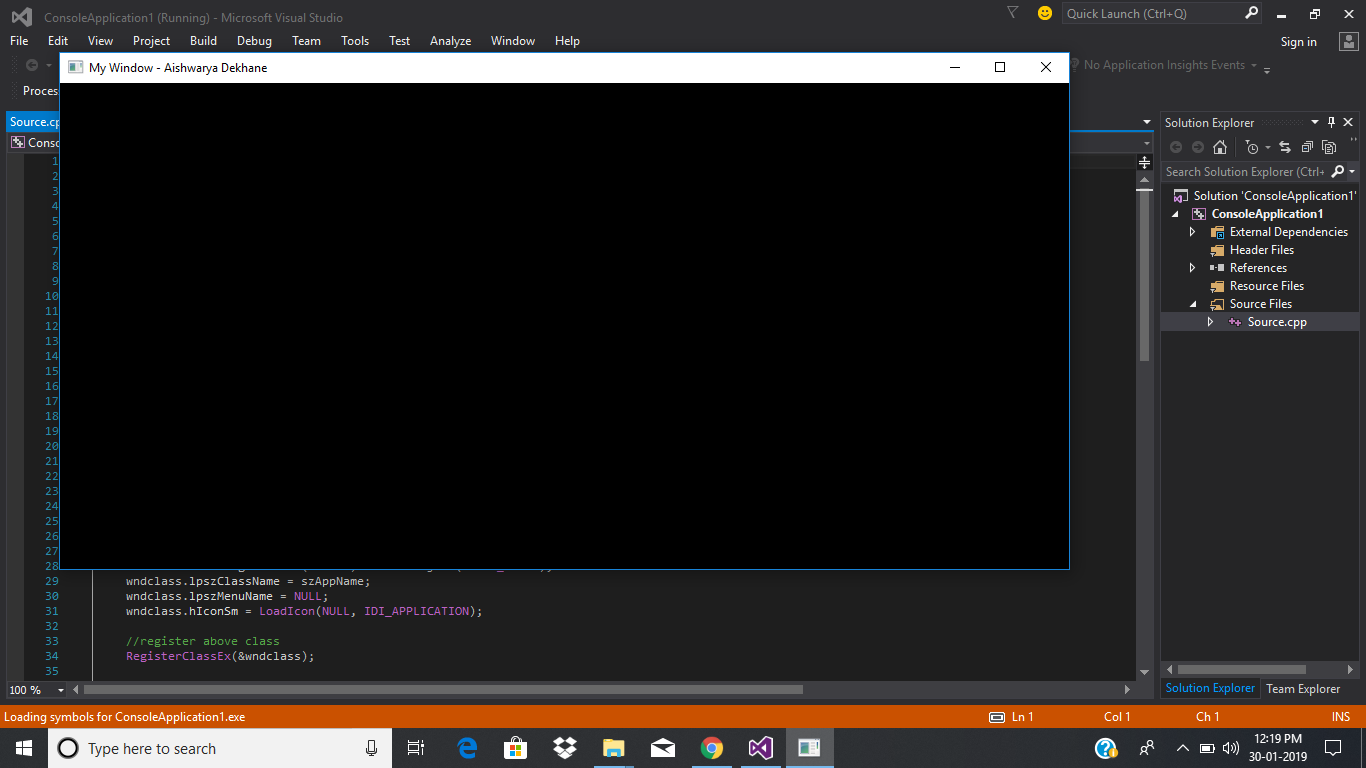 ConsoleApplication1 (Running) - Microsoft Visual Studio
Quick Launch (Ctrl+Q)
File Edit View Project Build Debug Team Tools Test Analyze Window Help
Sign in
My Window - Aishwarya Dekhane
No Application Insights Events
Proces
Source.cp
Solution Explorer
Conso
Search Solution Explorer (Ctrl+
Solution 'ConsoleApplication1'
ConsoleApplication1
External Dependencies
Header Files
References
Resource Files
Source Files
Source.cpp
1
2
3
4
5
6
7
8
9
10
11
12
13
14
15
16
17
18
19
20
21
22
23
24
25
26
27
28
29 wndclass.lpszClassName = szAppName;
30 wndclass.lpszMenuName = NULL;
31 wndclass.hIconSm = LoadIcon(NULL, IDI_APPLICATION);
32
33 //register above class
34 RegisterClassEx(&wndclass);
35
100 %
Solution Explorer Team Explorer
Loading symbols for ConsoleApplication1.exe Ln 1 Col 1 Ch 1 INS
Type here to search
12:19 PM
30-01-2019